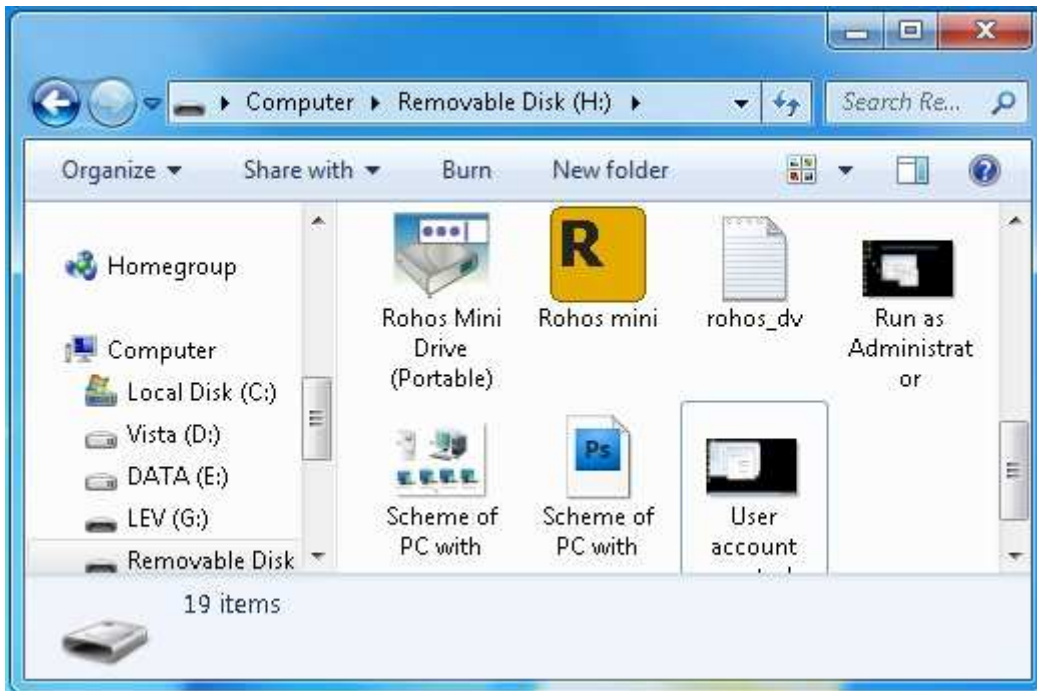 Computer ▸ Removable Disk (H:) ▸
Search Re...
Organize
Share with
Burn
New folder
Homegroup
Computer
Local Disk (C:)
Vista (D:)
DATA (E:)
LEV (G:)
Removable Disk
Rohos Mini
Drive
(Portable)
R
Rohos mini
rohos_dv
Run as
Administrat
or
Scheme of
PC with
Ps
Scheme of
PC with
User
account
19 items